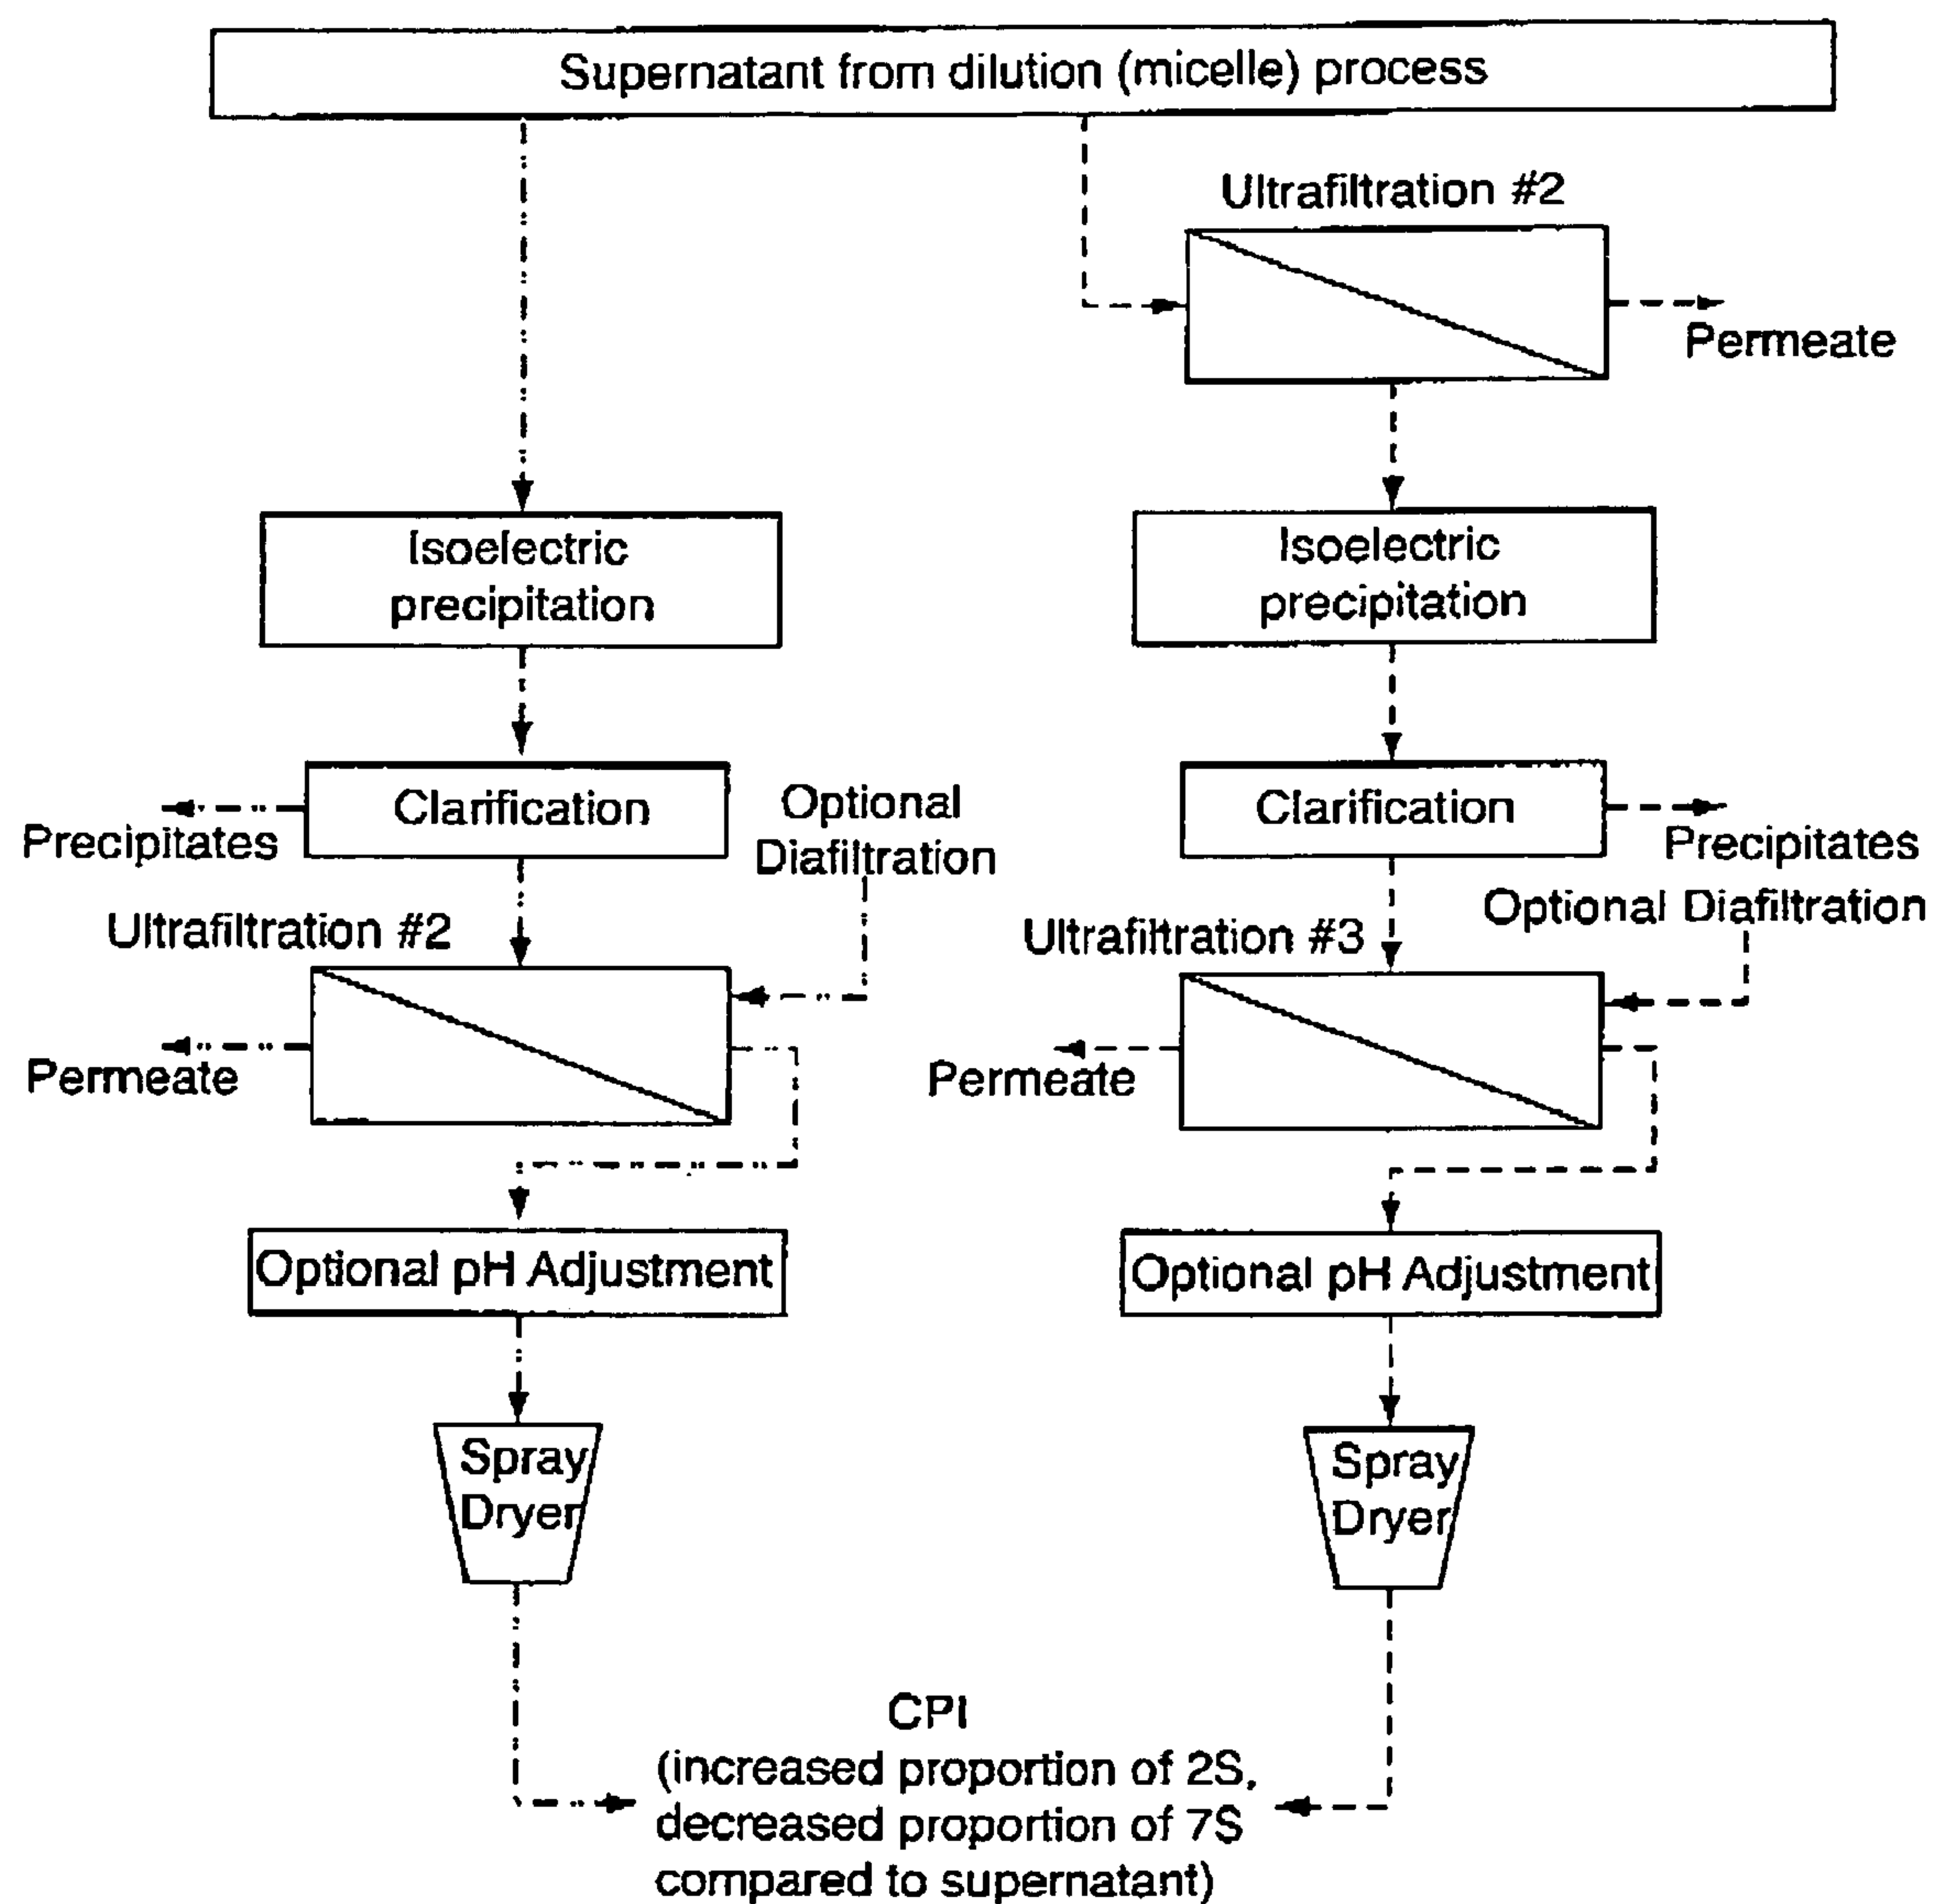 Supernatant from dilution (micelle) process
Ultrafiltration #2
Permeate
Isoelectric
precipitation
Isoelectric
precipitation
Clarification
Precipitates
Optional
Diafiltration
Clarification
Precipitates
Optional Diafiltration
Ultrafiltration #2
Ultrafiltration #3
Permeate
Permeate
Optional pH Adjustment
Optional pH Adjustment
Spray
Dryer
Spray
Dryer
CPI
(increased proportion of 2S,
decreased proportion of 7S
compared to supernatant)